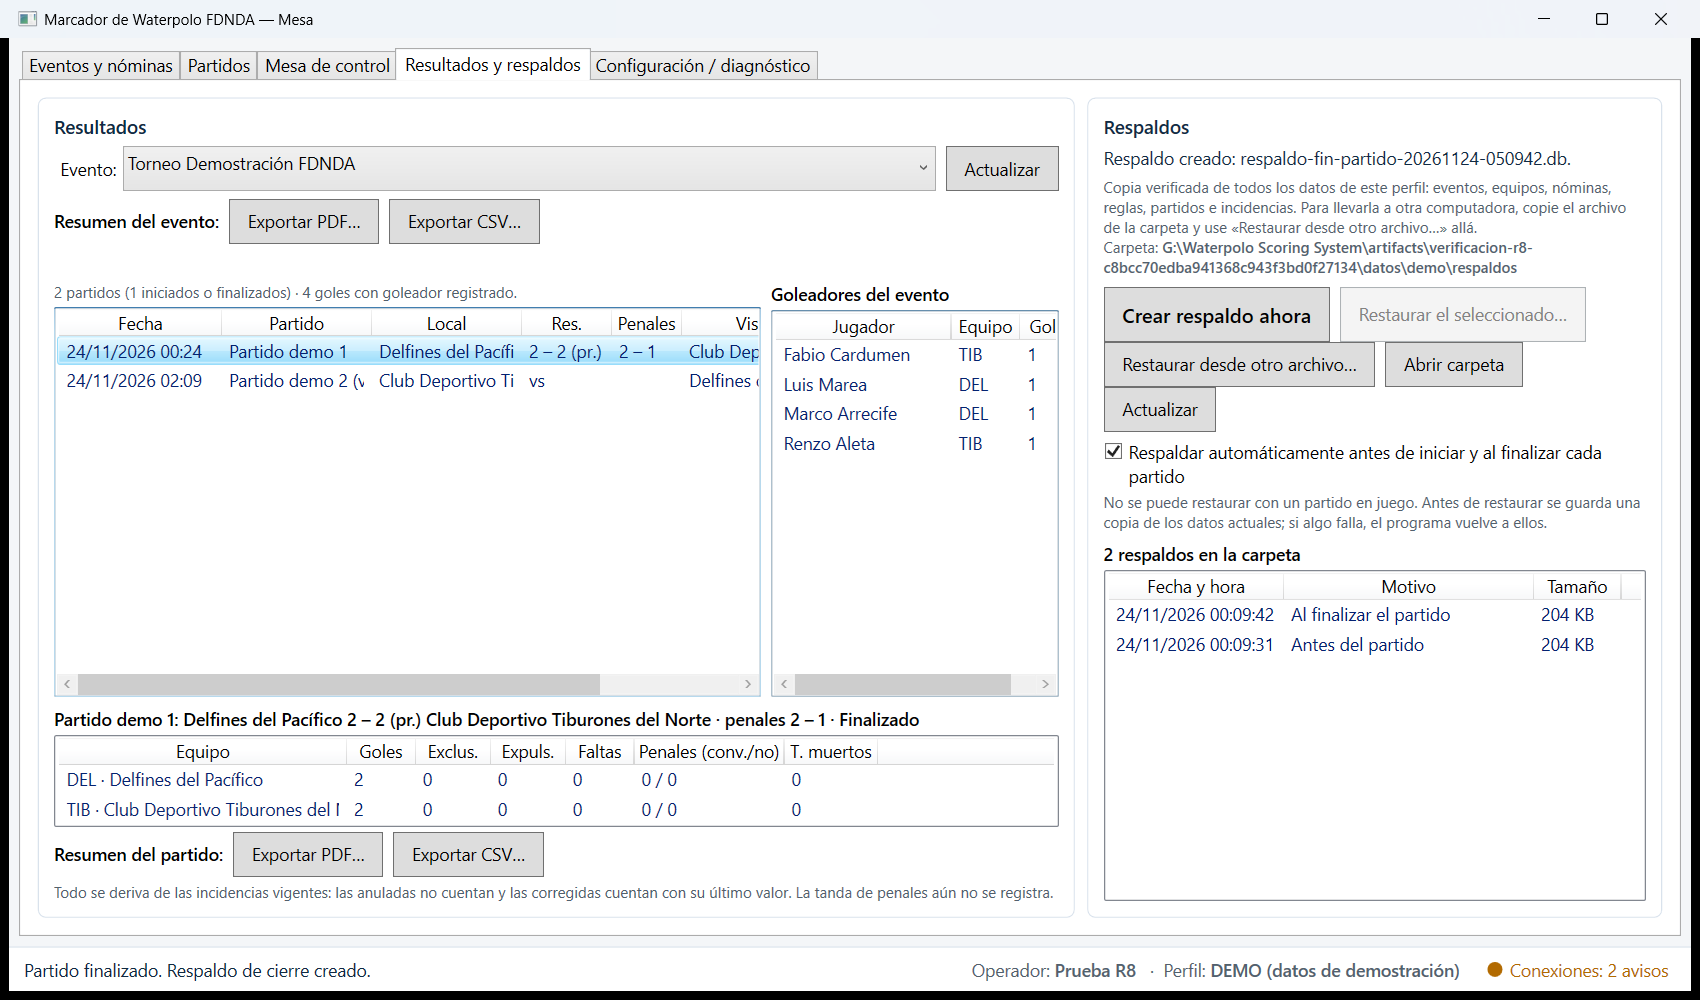 Marcador de Waterpolo FDNDA — Mesa
Eventos y nóminas Partidos Mesa de control Resultados y respaldos Configuración / diagnóstico
Resultados
Evento: Torneo Demostración FDNDA Actualizar
Resumen del evento: Exportar PDF... Exportar CSV...
2 partidos (1 iniciados o finalizados) · 4 goles con goleador registrado.
Fecha Partido Local Res. Penales Vis
24/11/2026 00:24 Partido demo 1 Delfines del Pacífi 2 – 2 (pr.) 2 – 1 Club Dep
24/11/2026 02:09 Partido demo 2 (v Club Deportivo Ti vs Delfines
Goleadores del evento
Jugador Equipo Gol
Fabio Cardumen TIB 1
Luis Marea DEL 1
Marco Arrecife DEL 1
Renzo Aleta TIB 1
Partido demo 1: Delfines del Pacífico 2 – 2 (pr.) Club Deportivo Tiburones del Norte · penales 2 – 1 · Finalizado
Equipo Goles Exclus. Expuls. Faltas Penales (conv./no) T. muertos
DEL · Delfines del Pacífico 2 0 0 0 0 / 0 0
TIB · Club Deportivo Tiburones del 2 0 0 0 0 / 0 0
Resumen del partido: Exportar PDF... Exportar CSV...
Todo se deriva de las incidencias vigentes: las anuladas no cuentan y las corregidas cuentan con su último valor. La tanda de penales aún no se registra.
Respaldos
Respaldo creado: respaldo-fin-partido-20261124-050942.db.
Copia verificada de todos los datos de este perfil: eventos, equipos, nóminas,
reglas, partidos e incidencias. Para llevarla a otra computadora, copie el archivo
de la carpeta y use «Restaurar desde otro archivo...» allá.
Carpeta: G:\Waterpolo Scoring System\artifacts\verificacion-r8-
c8bcc70edba941368c943f3bd0f27134\datos\demo\respaldos
Crear respaldo ahora Restaurar el seleccionado...
Restaurar desde otro archivo... Abrir carpeta
Actualizar
Respaldar automáticamente antes de iniciar y al finalizar cada
partido
No se puede restaurar con un partido en juego. Antes de restaurar se guarda una
copia de los datos actuales; si algo falla, el programa vuelve a ellos.
2 respaldos en la carpeta
Fecha y hora Motivo Tamaño
24/11/2026 00:09:42 Al finalizar el partido 204 KB
24/11/2026 00:09:31 Antes del partido 204 KB
Partido finalizado. Respaldo de cierre creado.
Operador: Prueba R8 · Perfil: DEMO (datos de demostración) Conexiones: 2 avisos